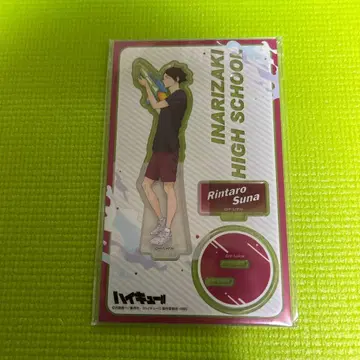 INARIZAKI
HIGH SCHOOL
Rintaro
Suna
ハイキュー!!